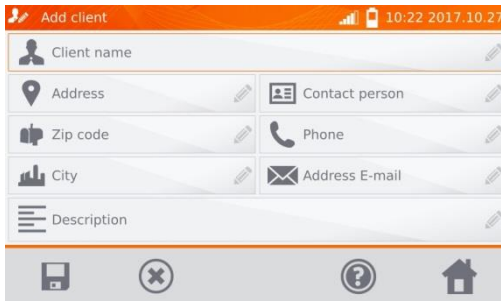 Add client 10:22 2017.10.27
Client name
Address Contact person
Zip code Phone
City Address E-mail
Description